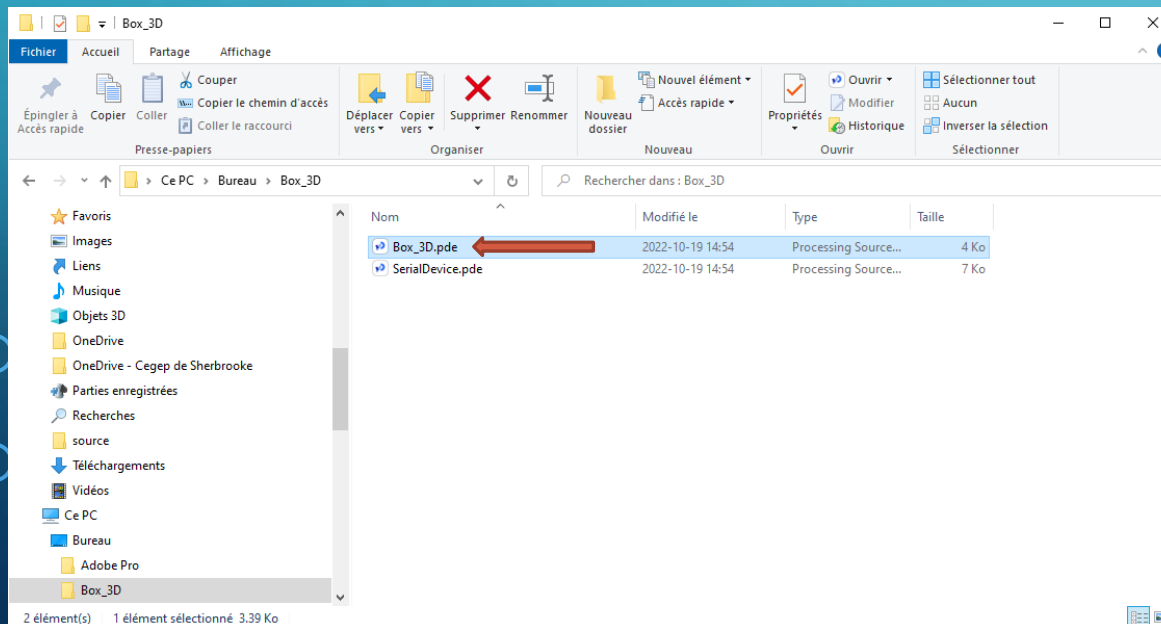 Box_3D
Fichier Accueil Partage Affichage
Épingler à Accès rapide
Copier
Coller
Couper
Copier le chemin d'accès
Coller le raccourci
Presse-papiers
Déplacer vers
Copier vers
Supprimer
Renommer
Organiser
Nouveau dossier
Nouvel élément
Accès rapide
Nouveau
Propriétés
Ouvrir
Modifier
Historique
Ouvrir
Sélectionner tout
Aucun
Inverser la sélection
Sélectionner
Ce PC > Bureau > Box_3D
Rechercher dans : Box_3D
Favoris
Images
Liens
Musique
Objets 3D
OneDrive
OneDrive - Cegep de Sherbrooke
Parties enregistrées
Recherches
source
Téléchargements
Vidéos
Ce PC
Bureau
Adobe Pro
Box_3D
Nom Modifié le Type Taille
Box_3D.pde 2022-10-19 14:54 Processing Source... 4 Ko
SerialDevice.pde 2022-10-19 14:54 Processing Source... 7 Ko
2 élément(s) 1 élément sélectionné 3.39 Ko